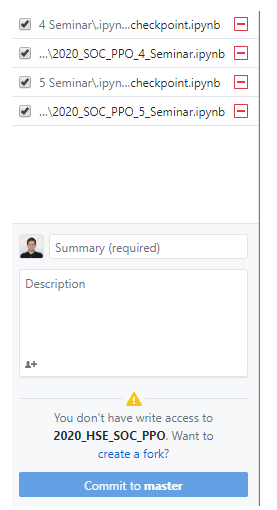 4 Seminar\.ipyn...checkpoint.ipynb
...\2020_SOC_PPO_4_Seminar.ipynb
5 Seminar\.ipyn...checkpoint.ipynb
...\2020_SOC_PPO_5_Seminar.ipynb
Summary (required)
Description
You don't have write access to
2020_HSE_SOC_PPO. Want to
create a fork?
Commit to master